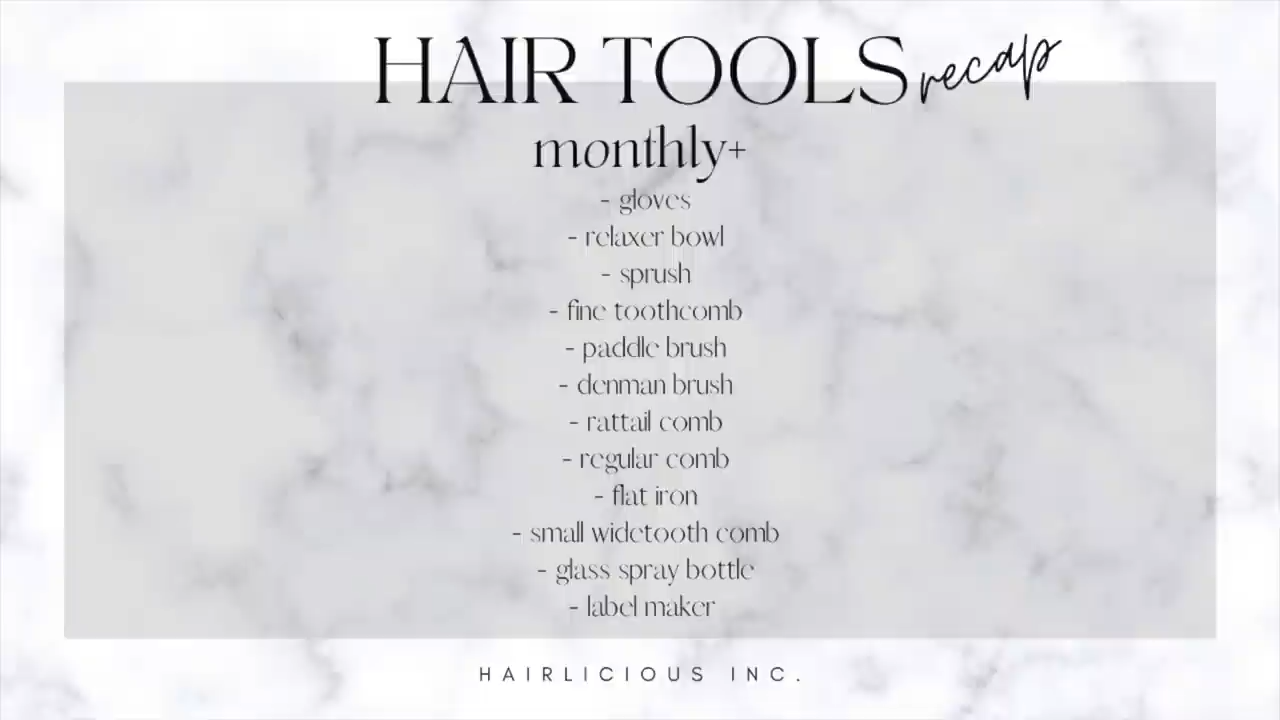 HAIR TOOLS recap
monthly+
- gloves
- relaxer bowl
- sprush
- fine toothcomb
- paddle brush
- denman brush
- rattail comb
- regular comb
- flat iron
- small widetooth comb
- glass spray bottle
- label maker
HAIRLICIOUS INC.